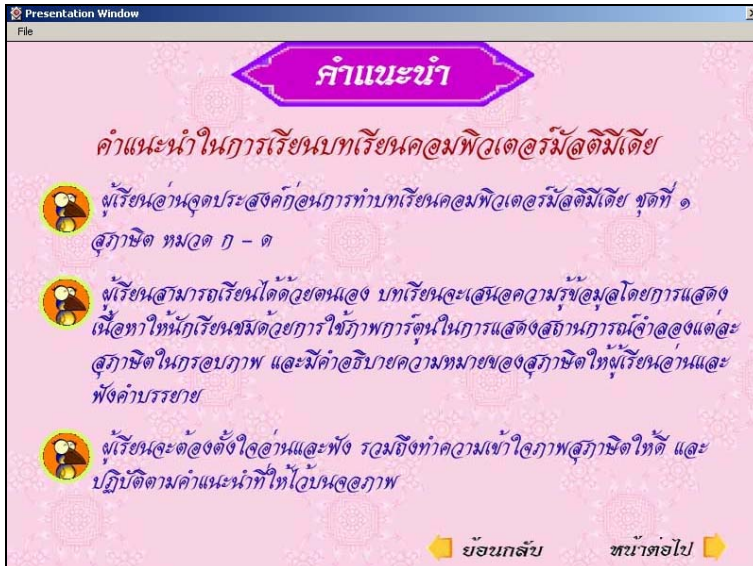 Presentation Window
File
คำแนะนำ
คำแนะนำในการเรียนบทเรียนคอมพิวเตอร์มัลติมีเดีย
ผู้เรียนอ่านจุดประสงค์ก่อนการทำบทเรียนคอมพิวเตอร์มัลติมีเดีย ชุดที่ ๑
สุภาษิต หมวด ก – ด
ผู้เรียนสามารถเรียนได้ด้วยตนเอง บทเรียนจะเสนอความรู้ข้อมูลโดยการแสดง
เนื้อหาให้นักเรียนชมด้วยการใช้ภาพการ์ตูนในการแสดงสถานการณ์จำลองแต่ละ
สุภาษิตในกรอบภาพ และมีคำอธิบายความหมายของสุภาษิตให้ผู้เรียนอ่านและ
ฟังคำบรรยาย
ผู้เรียนจะต้องตั้งใจอ่านและฟัง รวมถึงทำความเข้าใจภาพสุภาษิตให้ดี และ
ปฏิบัติตามคำแนะนำที่ให้ไว้บนจอภาพ
ย้อนกลับ หน้าต่อไป